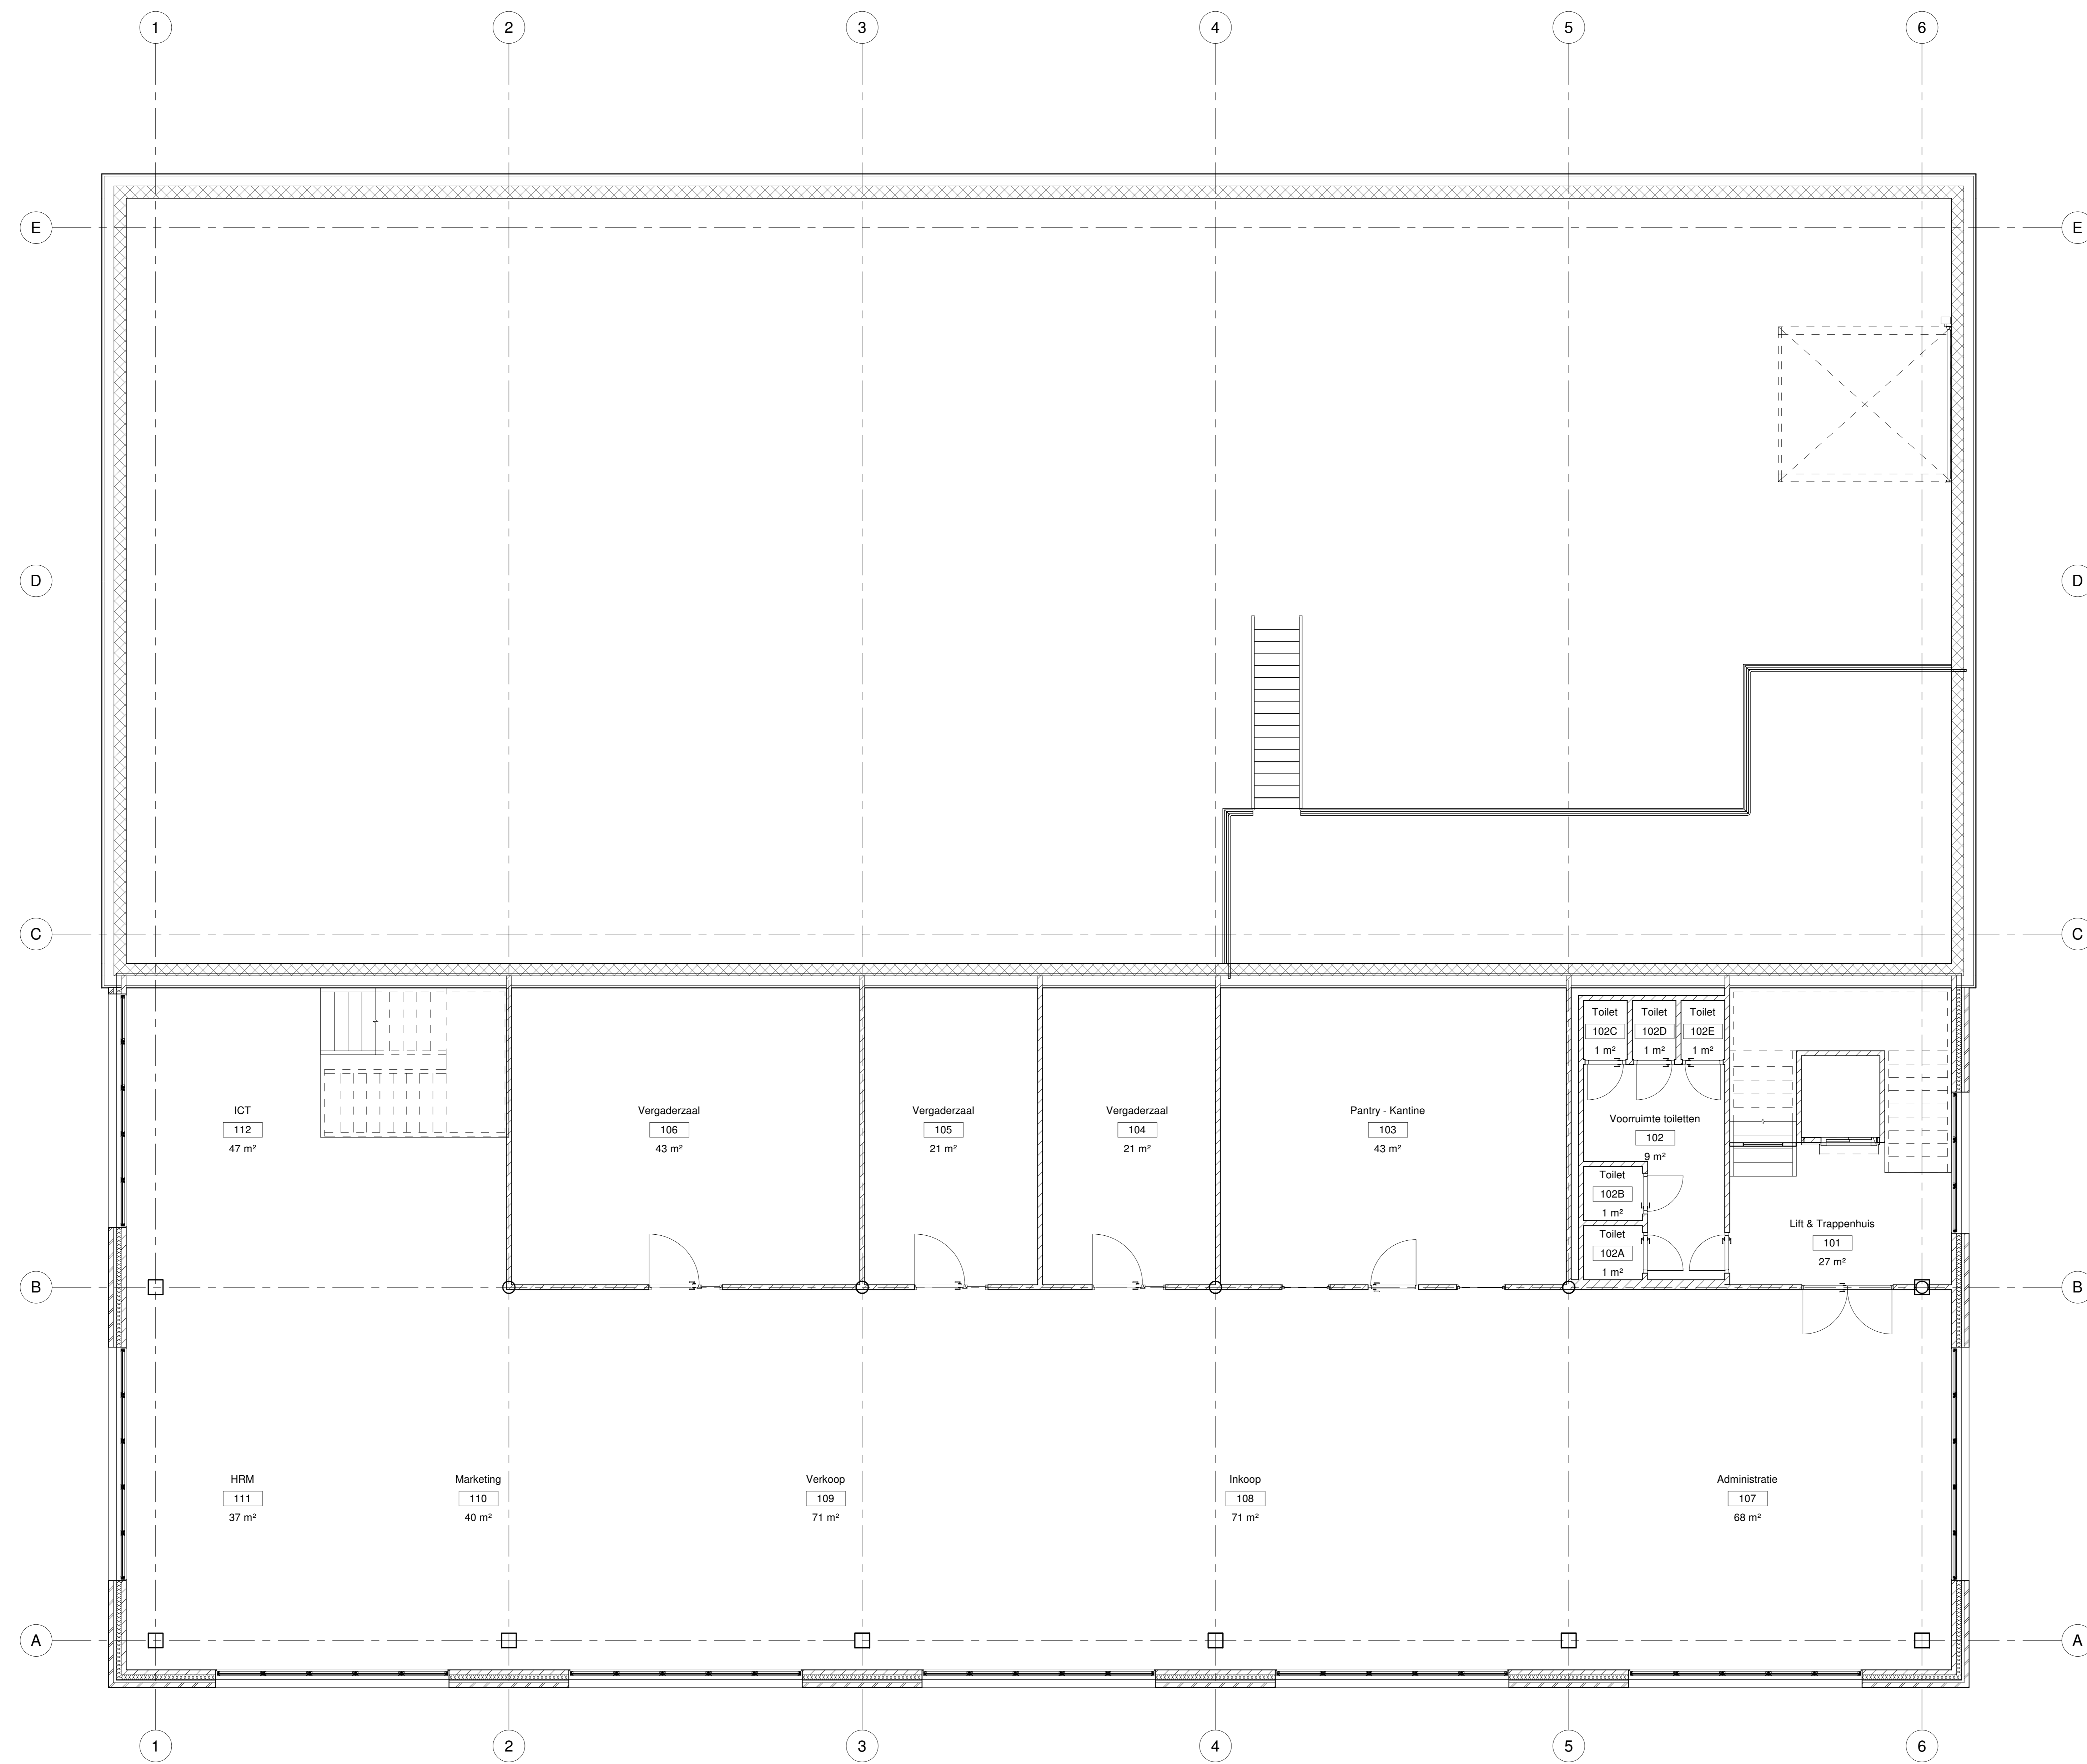 1 2 3 4 5 6
E E
D D
C C
Toilet Toilet Toilet
102C 102D 102E
1 m² 1 m² 1 m²
ICT
112
47 m²
Vergaderzaal
106
43 m²
Vergaderzaal
105
21 m²
Vergaderzaal
104
21 m²
Pantry - Kantine
103
43 m²
Voorruimte toiletten
102
9 m²
Toilet
102B
1 m²
Toilet
102A
1 m²
Lift & Trappenhuis
101
27 m²
B B
HRM
111
37 m²
Marketing
110
40 m²
Verkoop
109
71 m²
Inkoop
108
71 m²
Administratie
107
68 m²
A A
1 2 3 4 5 6